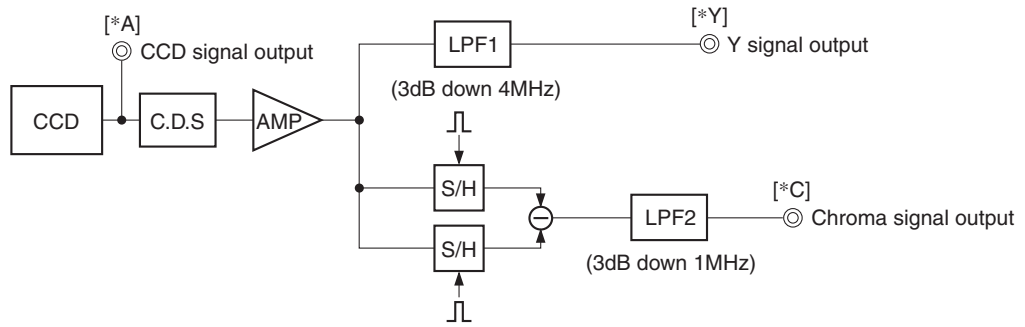 [*A]
CCD signal output
CCD
C.D.S
AMP
LPF1
(3dB down 4MHz)
[*Y]
Y signal output
S/H
S/H
LPF2
(3dB down 1MHz)
[*C]
Chroma signal output